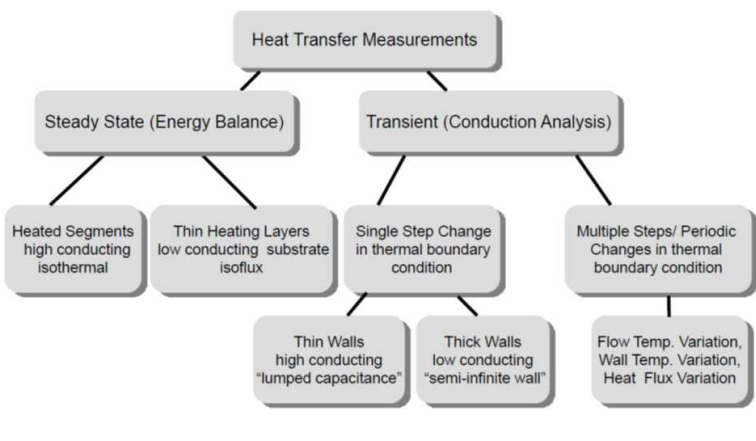 Heat Transfer Measurements
Steady State (Energy Balance)
Transient (Conduction Analysis)
Heated Segments
high conducting
isothermal
Thin Heating Layers
low conducting substrate
isoflux
Single Step Change
in thermal boundary
condition
Multiple Steps/ Periodic
Changes in thermal
boundary condition
Thin Walls
high conducting
“lumped capacitance”
Thick Walls
low conducting
“semi-infinite wall”
Flow Temp. Variation,
Wall Temp. Variation,
Heat Flux Variation